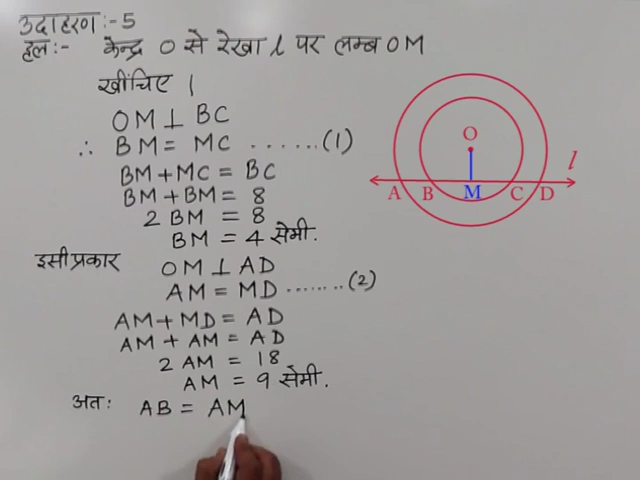 उदाहरण:-5
हल:- केन्द्र O से रेखा l पर लम्ब OM
खींचिए |
OM ⊥ BC
∴ BM = MC ......(1)
BM + MC = BC
BM + BM = 8
2 BM = 8
BM = 4 सेमी.
इसी प्रकार OM ⊥ AD
AM = MD ........(2)
AM + MD = AD
AM + AM = AD
2 AM = 18
AM = 9 सेमी.
अतः AB = AM
O
l
A B M C D